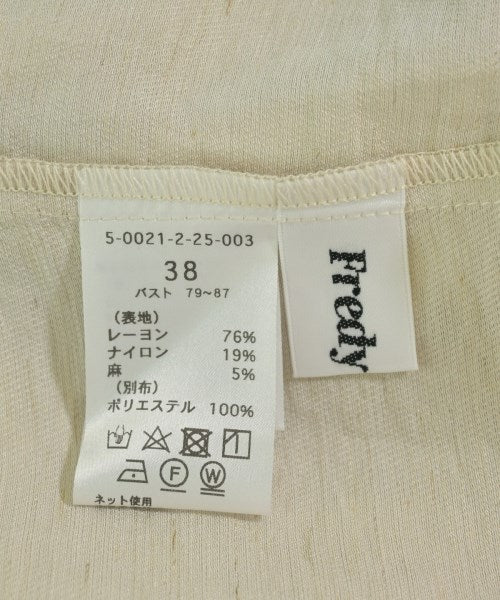 5-0021-2-25-003
38
バスト 79~87
(表地)
レーヨン 76%
ナイロン 19%
麻 5%
(別布)
ポリエステル 100%
F W
ネット使用
Fredy